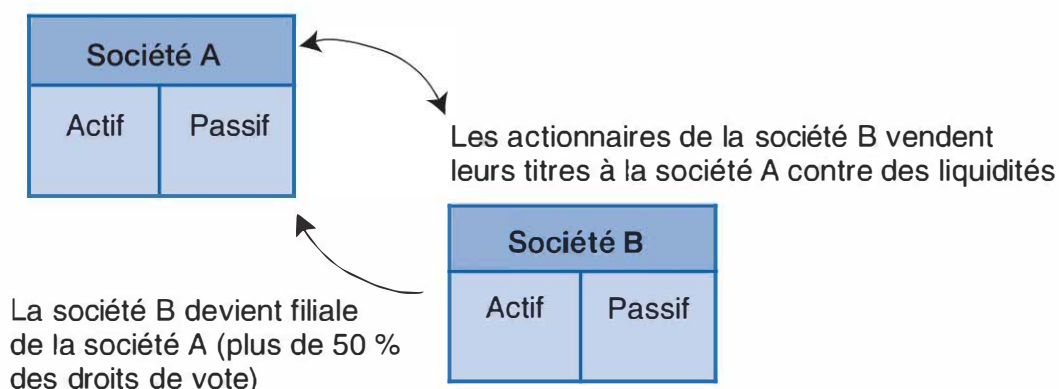 Société A
Actif Passif
Les actionnaires de la société B vendent
leurs titres à la société A contre des liquidités
Société B
Actif Passif
La société B devient filiale
de la société A (plus de 50 %
des droits de vote)